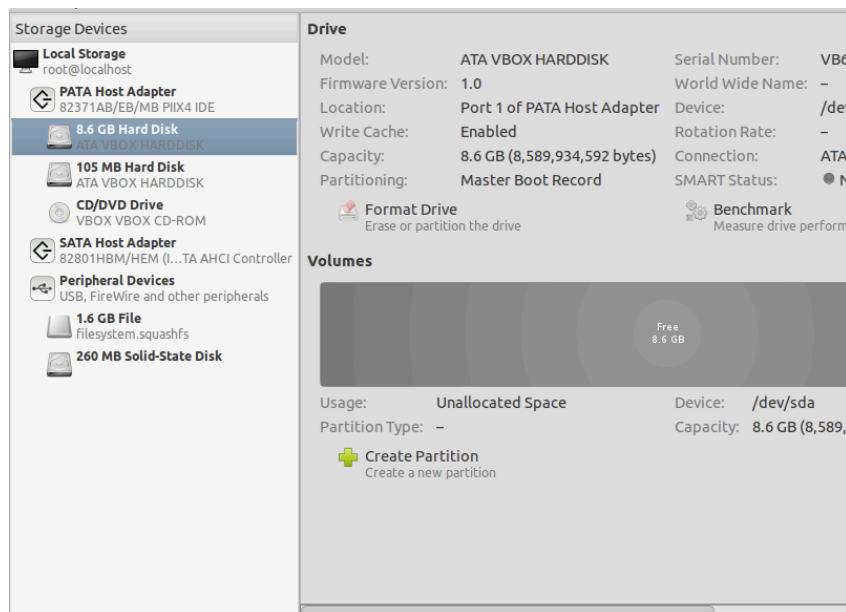 Storage Devices
Local Storage
root@localhost
PATA Host Adapter
82371AB/EB/MB PIIX4 IDE
8.6 GB Hard Disk
ATA VBOX HARDDISK
105 MB Hard Disk
ATA VBOX HARDDISK
CD/DVD Drive
VBOX VBOX CD-ROM
SATA Host Adapter
82801HBM/HEM (I...TA AHCI Controller
Peripheral Devices
USB, FireWire and other peripherals
1.6 GB File
filesystem.squashfs
260 MB Solid-State Disk
Drive
Model: ATA VBOX HARDDISK Serial Number: VB6
Firmware Version: 1.0 World Wide Name: –
Location: Port 1 of PATA Host Adapter Device: /de
Write Cache: Enabled Rotation Rate: –
Capacity: 8.6 GB (8,589,934,592 bytes) Connection: ATA
Partitioning: Master Boot Record SMART Status: N
Format Drive Benchmark
Erase or partition the drive Measure drive perform
Volumes
Free
8.6 GB
Usage: Unallocated Space Device: /dev/sda
Partition Type: – Capacity: 8.6 GB (8,589,
Create Partition
Create a new partition